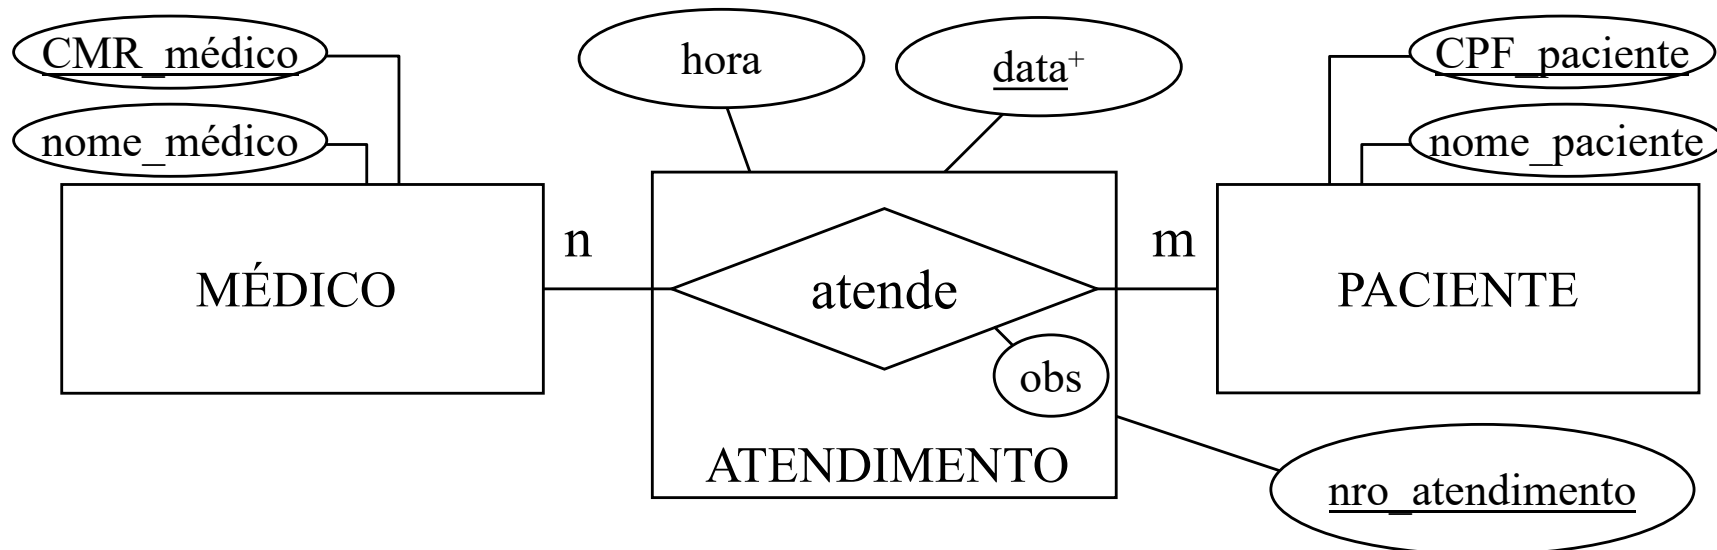 CMR_médico
hora
data⁺
CPF_paciente
nome_médico
nome_paciente
n
m
MÉDICO
atende
PACIENTE
obs
ATENDIMENTO
nro_atendimento